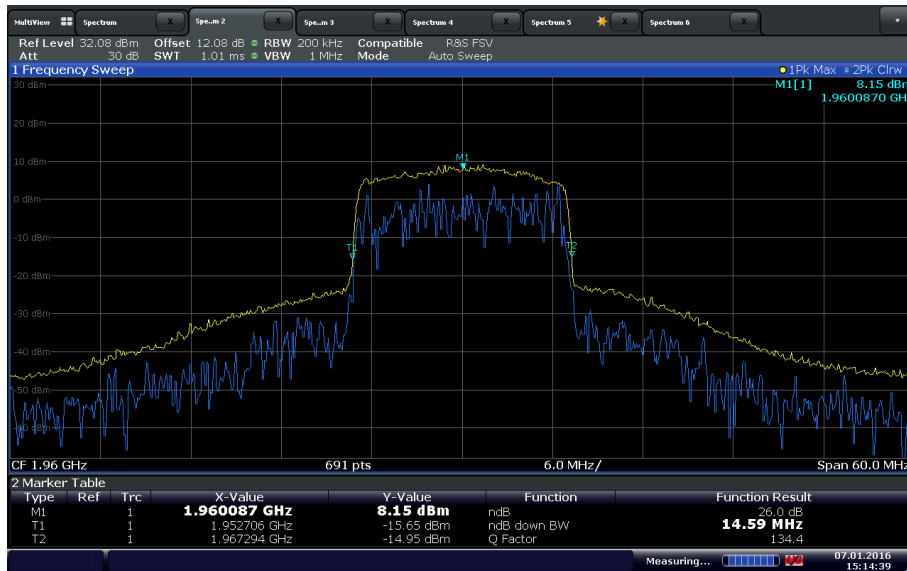 MultiView Spectrum X Spe..m 2 X Spe..m 3 X Spectrum 4 X Spectrum 5 X Spectrum 6 X
Ref Level 32.08 dBm Offset 12.08 dB RBW 200 kHz Compatible R&S FSV
Att 30 dB SWT 1.01 ms VBW 1 MHz Mode Auto Sweep
1 Frequency Sweep 1Pk Max 2Pk Clrw
30 dBm M1[1] 8.15 dBm
1.9600870 GH
20 dBm
10 dBm
M1
0 dBm
-10 dBm
T1 T2
-20 dBm
-30 dBm
-40 dBm
-50 dBm
-60 dBm
CF 1.96 GHz 691 pts 6.0 MHz/ Span 60.0 MHz
2 Marker Table
Type Ref Trc X-Value Y-Value Function Function Result
M1 1 1.960087 GHz 8.15 dBm ndB 26.0 dB
T1 1 1.952706 GHz -15.65 dBm ndB down BW 14.59 MHz
T2 1 1.967294 GHz -14.95 dBm Q Factor 134.4
Measuring... 07.01.2016
15:14:39